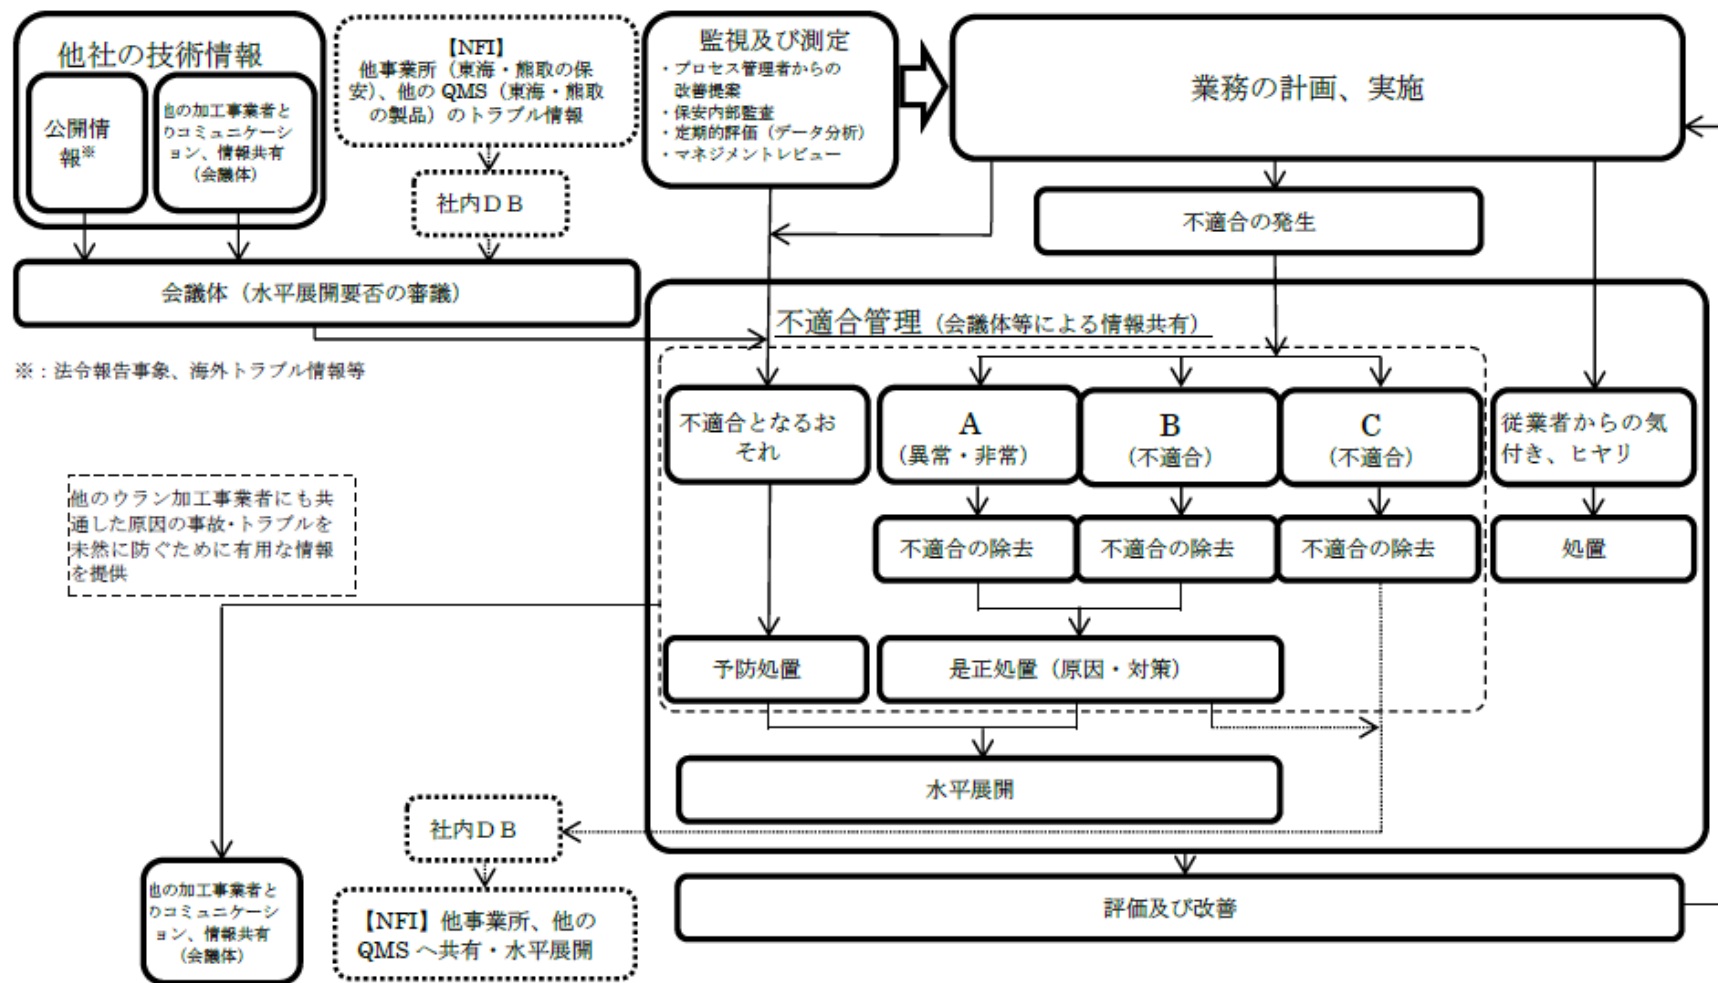 他社の技術情報
公開情
報※
也の加工事業者と
のコミュニケーシ
ョン、情報共有
（会議体）
【NFI】
他事業所（東海・熊取の保
安）、他の QMS（東海・熊取
の製品）のトラブル情報
社内ＤＢ
会議体（水平展開要否の審議）
※：法令報告事象、海外トラブル情報等
監視及び測定
・プロセス管理者からの
改善提案
・保安内部監査
・定期的評価（データ分析）
・マネジメントレビュー
業務の計画、実施
不適合の発生
不適合管理（会議体等による情報共有）
不適合となるお
それ
A
（異常・非常）
B
（不適合）
C
（不適合）
従業者からの気
付き、ヒヤリ
不適合の除去
不適合の除去
不適合の除去
処置
予防処置
是正処置（原因・対策）
水平展開
評価及び改善
他のウラン加工事業者にも共
通した原因の事故・トラブルを
未然に防ぐために有用な情報
を提供
社内ＤＢ
也の加工事業者と
のコミュニケーシ
ョン、情報共有
（会議体）
【NFI】他事業所、他の
QMS へ共有・水平展開